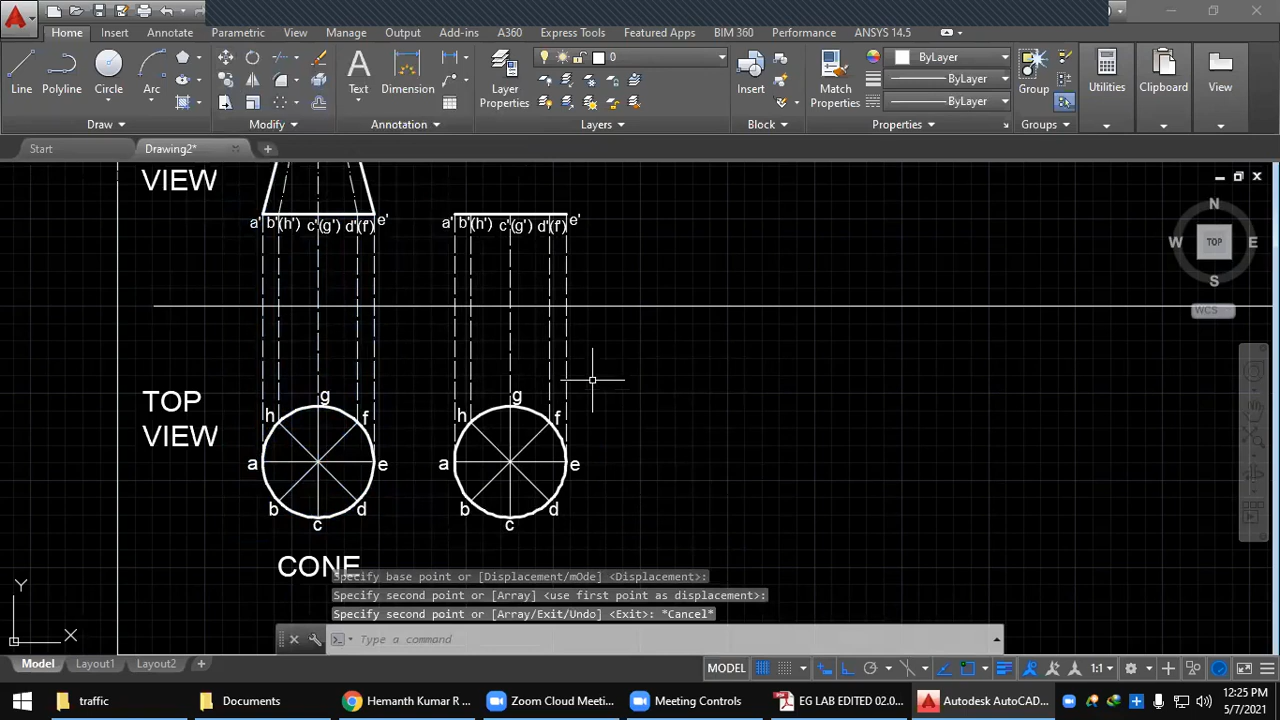 Home Insert Annotate Parametric View Manage Output Add-ins A360 Express Tools Featured Apps BIM 360 Performance ANSYS 14.5
Line Polyline Circle Arc
Text Dimension
Layer Properties
0
Insert
Match Properties
ByLayer
ByLayer
ByLayer
Group
Utilities
Clipboard
View
Draw Modify Annotation Layers Block Properties Groups
Start Drawing2*
VIEW
a' b'(h') c'(g') d'(f') e'
a' b'(h') c'(g') d'(f') e'
N
W TOP E
S
WCS
TOP
VIEW
g
h f
a e
b d
c
g
h f
a e
b d
c
CONE
Specify base point or [Displacement/mOde] <Displacement>:
Specify second point or [Array] <use first point as displacement>:
Specify second point or [Array/Exit/Undo] <Exit>: *Cancel*
Type a command
Y
X
Model Layout1 Layout2
MODEL
1:1
traffic Documents Hemanth Kumar R ... Zoom Cloud Meeti... Meeting Controls EG LAB EDITED 02.0... Autodesk AutoCAD...
12:25 PM
5/7/2021